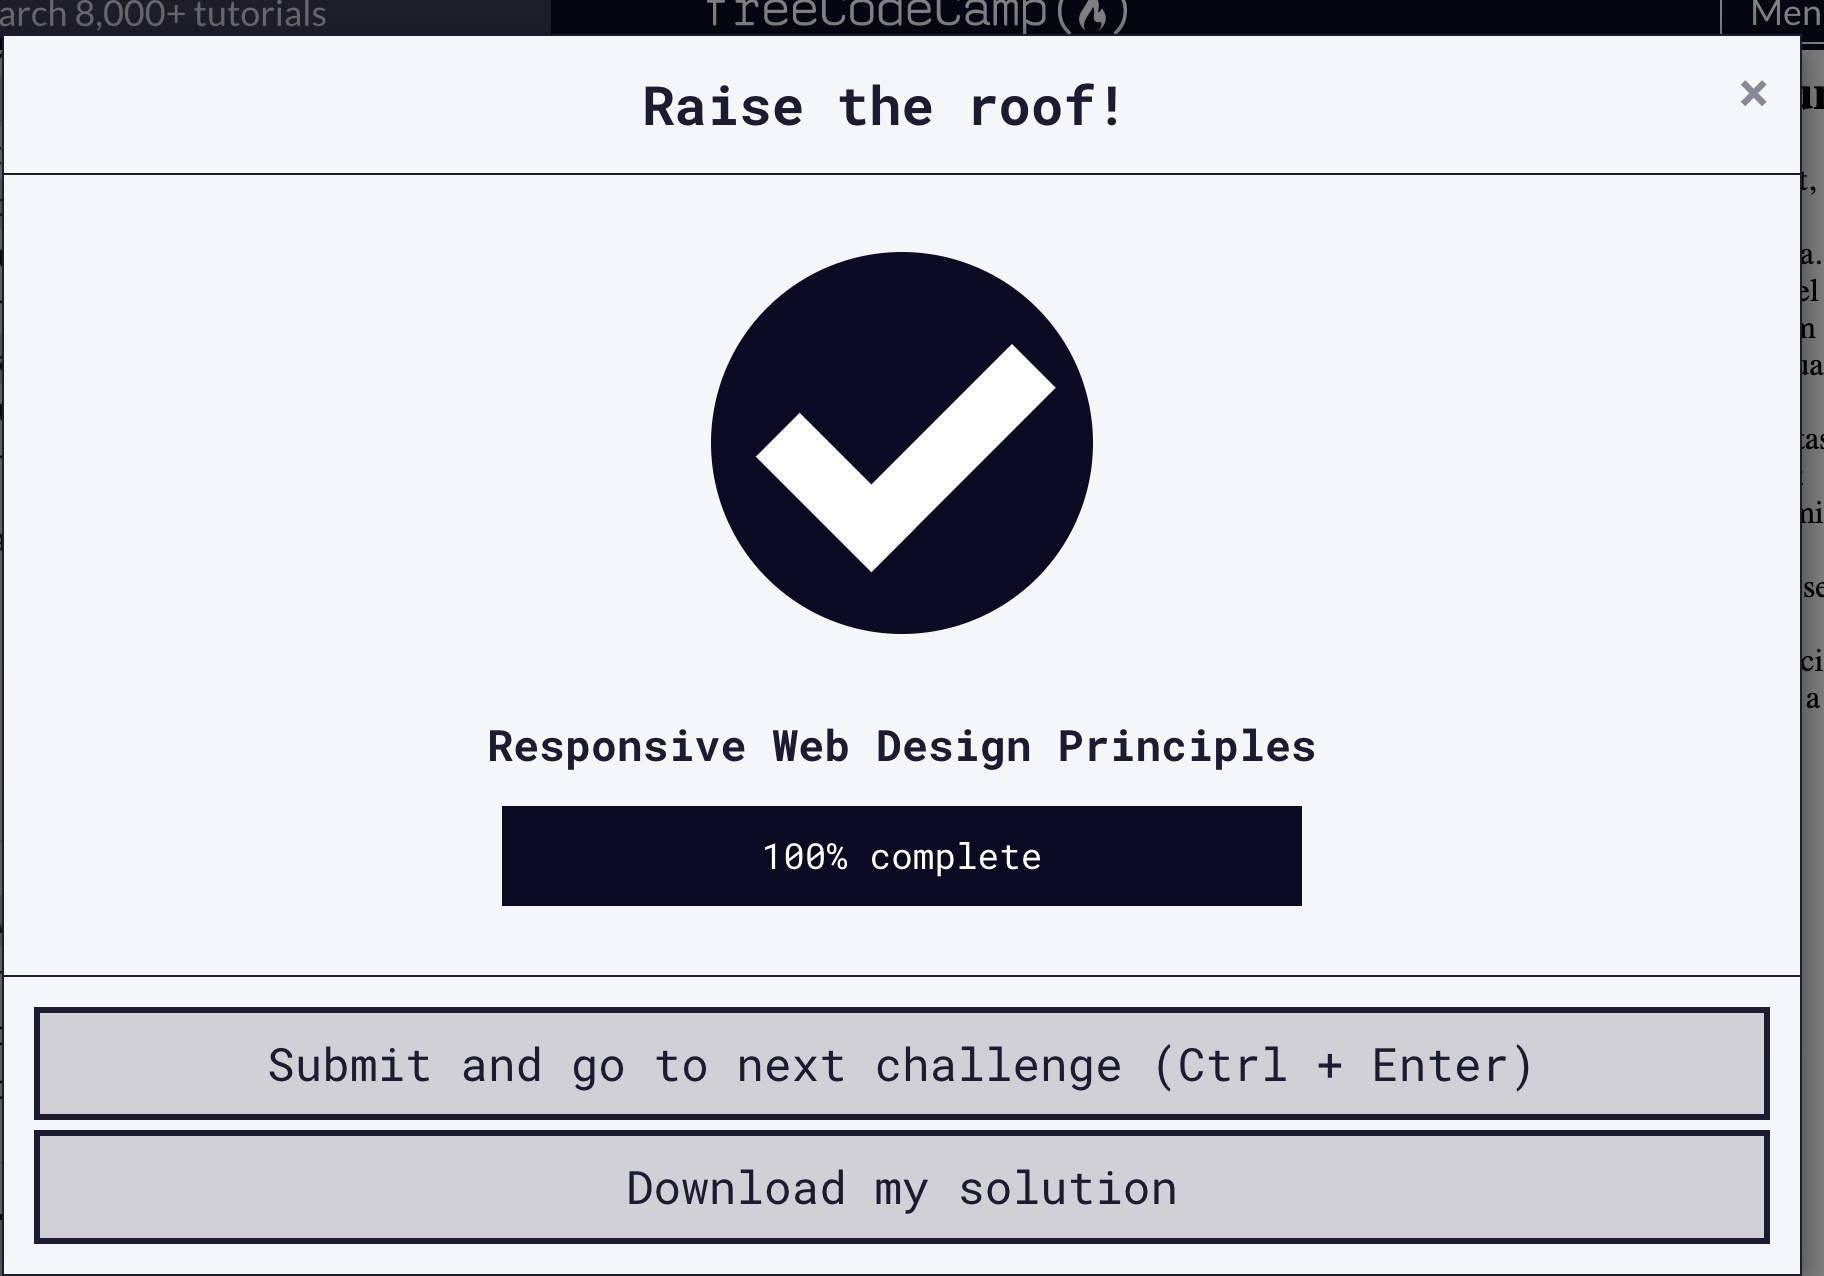 arch 8,000+ tutorials
freeCodeCamp
Men
Raise the roof!
×
Responsive Web Design Principles
100% complete
Submit and go to next challenge (Ctrl + Enter)
Download my solution